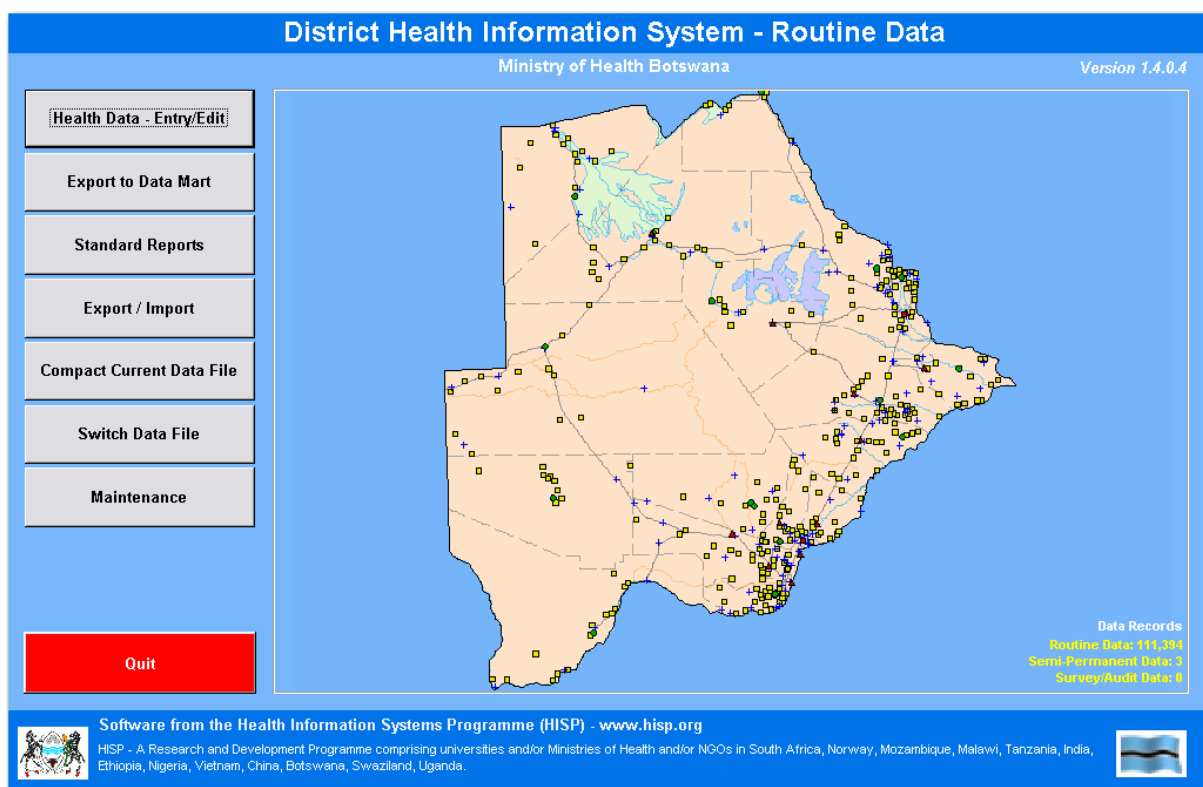 District Health Information System - Routine Data
Ministry of Health Botswana
Version 1.4.0.4
Health Data - Entry/Edit
Export to Data Mart
Standard Reports
Export / Import
Compact Current Data File
Switch Data File
Maintenance
Quit
Data Records
Routine Data: 111,394
Semi-Permanent Data: 3
Survey/Audit Data: 0
Software from the Health Information Systems Programme (HISP) - www.hisp.org
HISP - A Research and Development Programme comprising universities and/or Ministries of Health and/or NGOs in South Africa, Norway, Mozambique, Malawi, Tanzania, India,
Ethiopia, Nigeria, Vietnam, China, Botswana, Swaziland, Uganda.